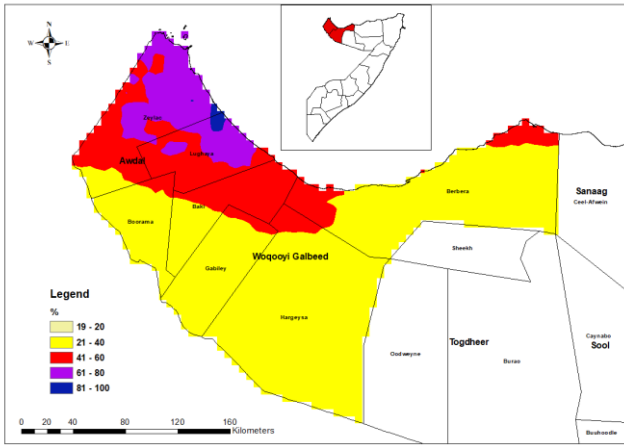 N
W E
S
Zeylac
Lughaye
Awdal
Baki
Boorama
Berbera
Sanaag
Ceel-Afwein
Sheekh
Woqooyi Galbeed
Gabiley
Hargeysa
Legend
%
19 - 20
21 - 40
41 - 60
61 - 80
81 - 100
Togdheer
Oodweyne
Burao
Caynabo
Sool
Buuhoodle
0 20 40 80 120 160
Kilometers